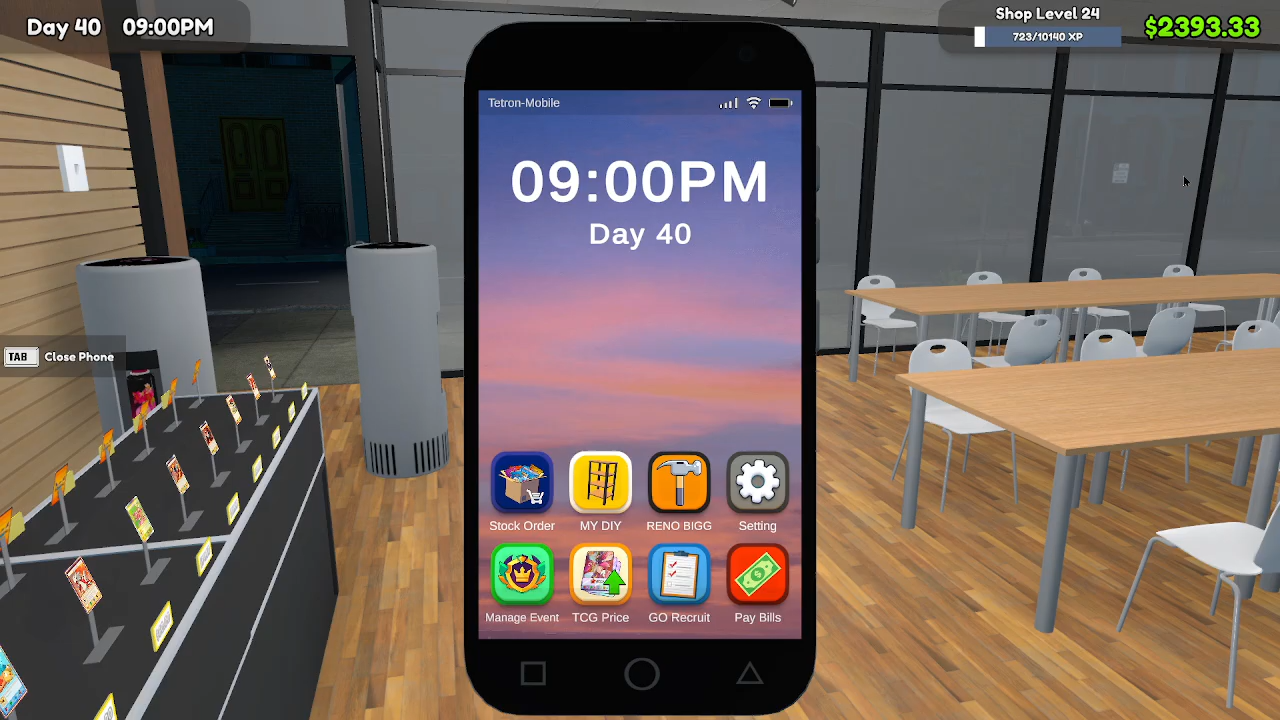 Day 40 09:00PM
Shop Level 24
723/10140 XP
$2393.33
Tetron-Mobile
09:00PM
Day 40
TAB Close Phone
Stock Order MY DIY RENO BIGG Setting
Manage Event TCG Price GO Recruit Pay Bills